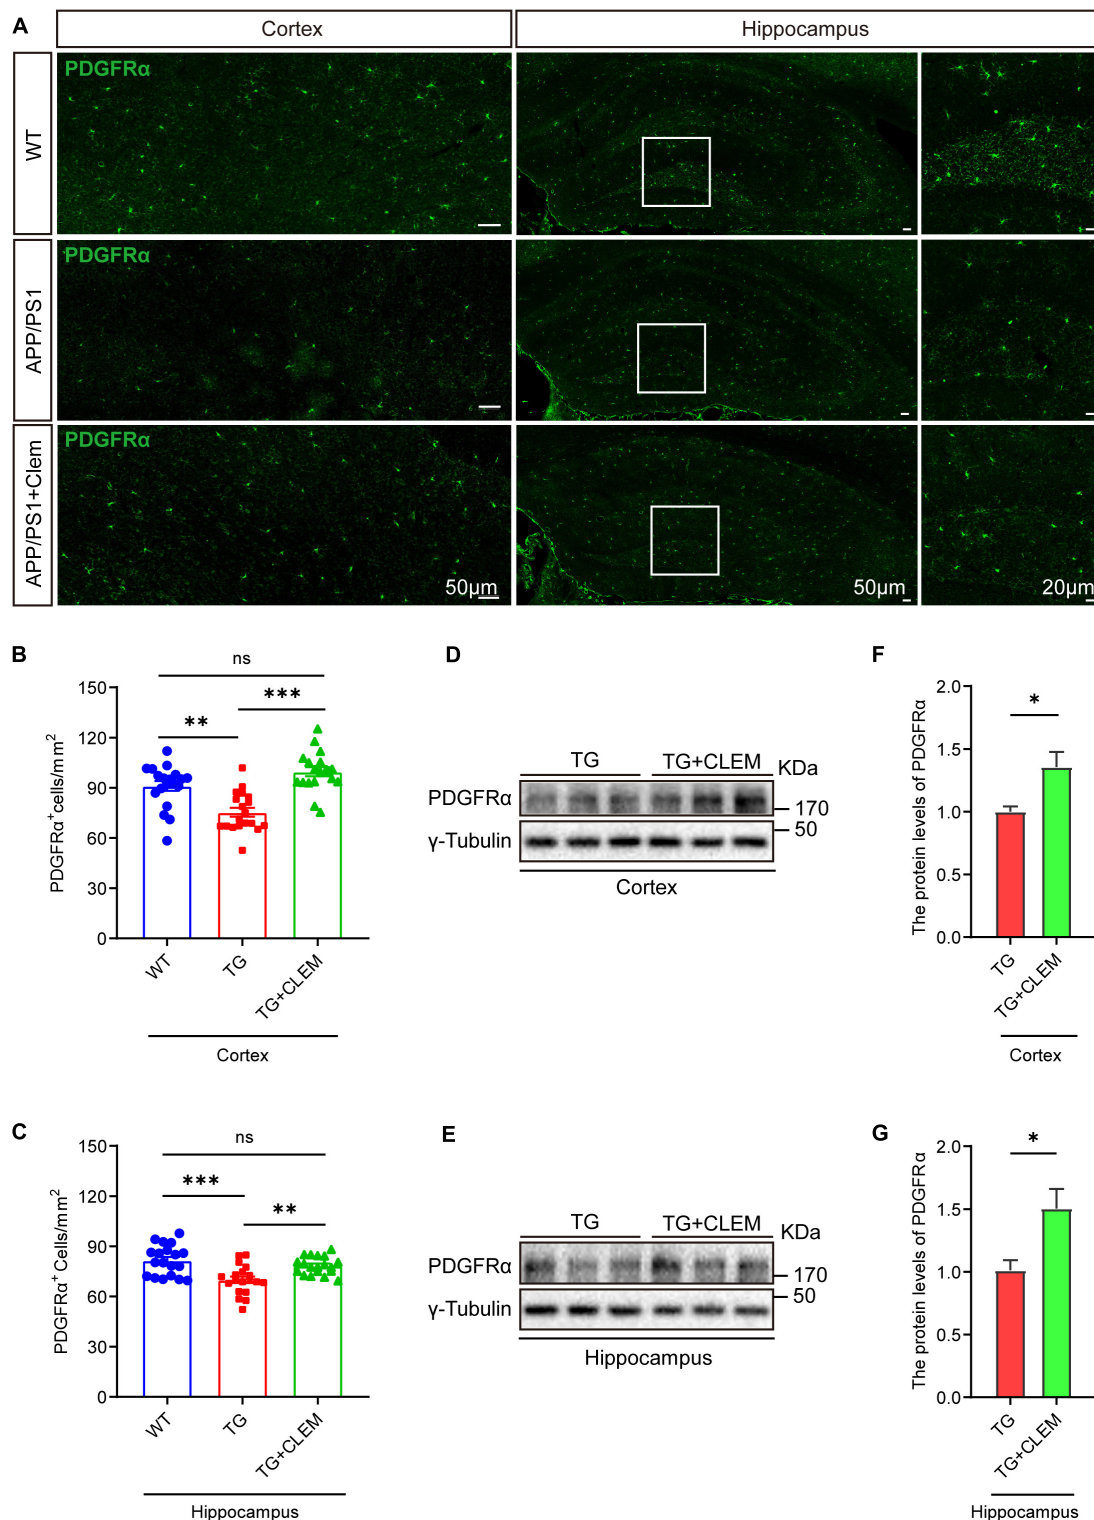 A
Cortex
Hippocampus
WT
PDGFRα
APP/PS1
PDGFRα
APP/PS1+Clem
PDGFRα
50μm
50μm
20μm
B
ns
***
**
PDGFRα+cells/mm2
150
120
90
60
30
0
WT
TG
TG+CLEM
Cortex
D
TG
TG+CLEM
KDa
PDGFRα
170
50
γ-Tubulin
Cortex
F
The protein levels of PDGFRα
2.0
1.5
1.0
0.5
0.0
*
TG
TG+CLEM
Cortex
C
ns
***
**
PDGFRα+ Cells/mm2
150
120
90
60
30
0
WT
TG
TG+CLEM
Hippocampus
E
TG
TG+CLEM
KDa
PDGFRα
170
50
γ-Tubulin
Hippocampus
G
The protein levels of PDGFRα
2.0
1.5
1.0
0.5
0.0
*
TG
TG+CLEM
Hippocampus